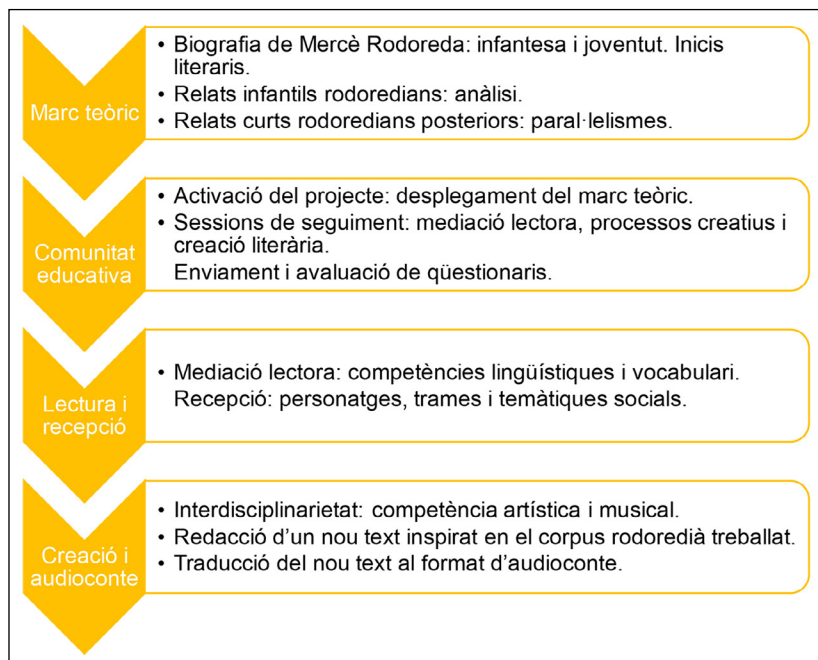 Marc teòric
• Biografia de Mercè Rodoreda: infantesa i joventut. Inicis
literaris.
• Relats infantils rodoredians: anàlisi.
• Relats curts rodoredians posteriors: paral·lelismes.
Comunitat
educativa
• Activació del projecte: desplegament del marc teòric.
• Sessions de seguiment: mediació lectora, processos creatius i
creació literària.
Enviament i avaluació de qüestionaris.
Lectura i
recepció
• Mediació lectora: competències lingüístiques i vocabulari.
Recepció: personatges, trames i temàtiques socials.
Creació i
audioconte
• Interdisciplinarietat: competència artística i musical.
• Redacció d’un nou text inspirat en el corpus rodoredià treballat.
• Traducció del nou text al format d’audioconte.